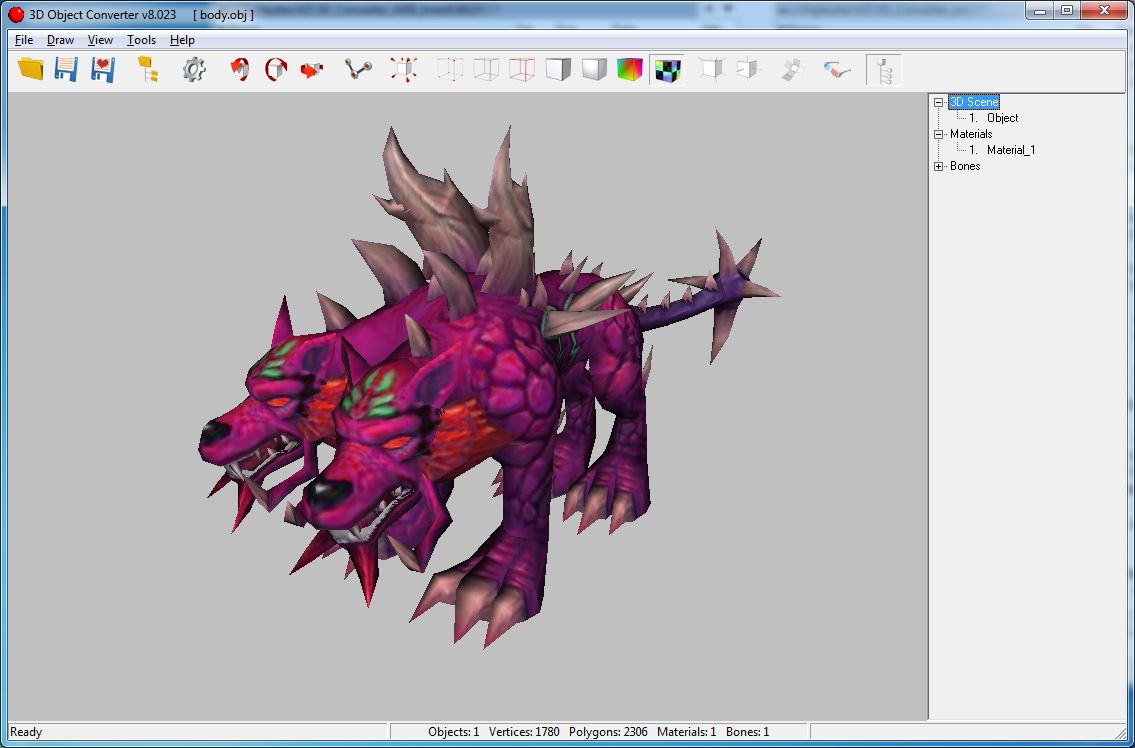 3D Object Converter v8.023 [ body.obj ]
File Draw View Tools Help
3D Scene
1. Object
Materials
1. Material_1
Bones
Ready
Objects: 1 Vertices: 1780 Polygons: 2306 Materials: 1 Bones: 1